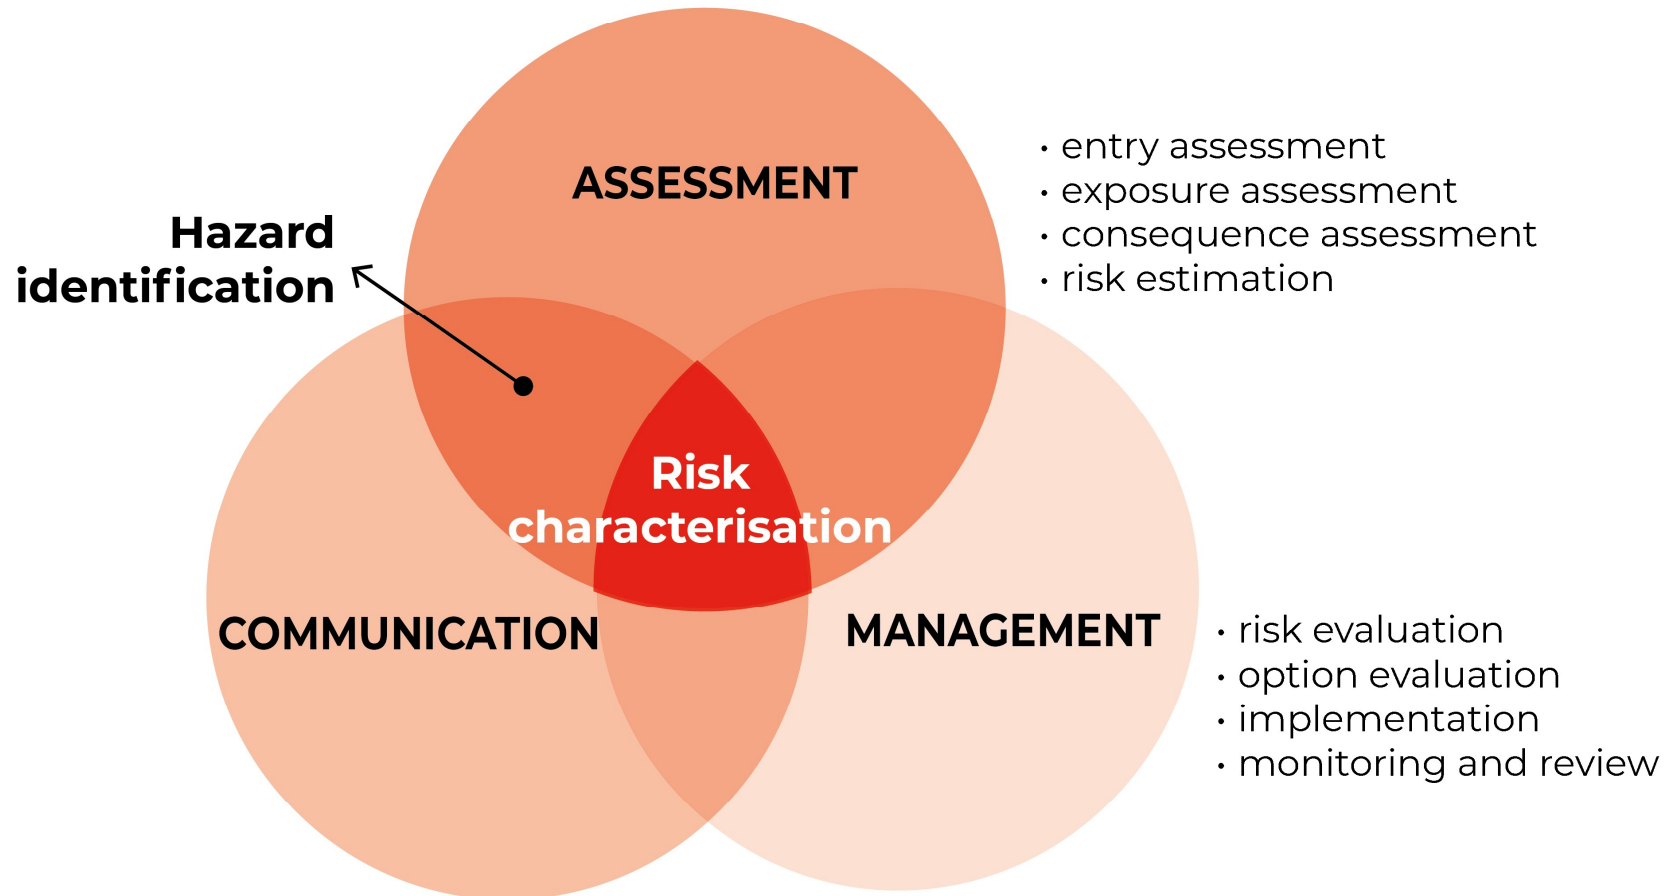 ASSESSMENT
· entry assessment
· exposure assessment
· consequence assessment
· risk estimation
Hazard
identification
Risk
characterisation
COMMUNICATION
MANAGEMENT
· risk evaluation
· option evaluation
· implementation
· monitoring and review